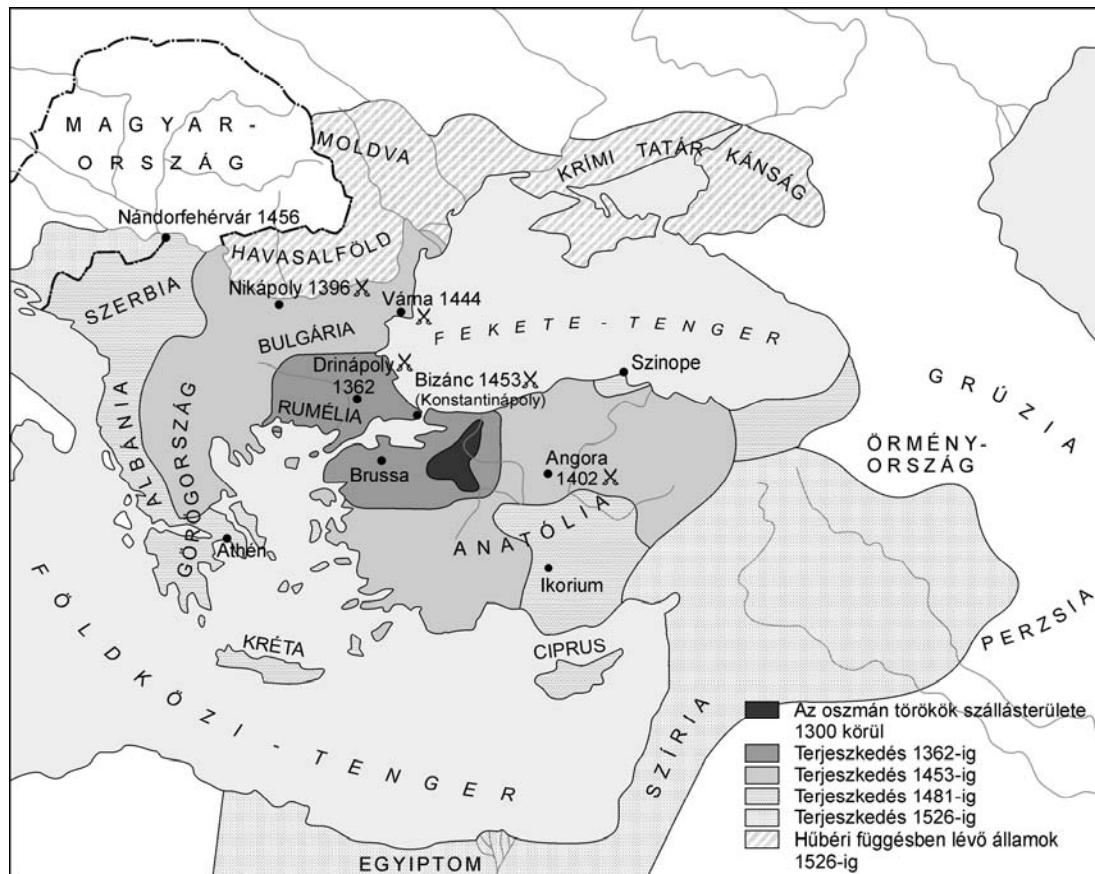 MAGYAR-
ORSZÁG
MOLDVA
KRÍMI TATÁR KÁNSÁG
Nándorfehérvár 1456
HAVASALFÖLD
SZERBIA
Nikápoly 1396
Várna 1444
FEKETE-TENGER
BULGÁRIA
Drinápoly
1362
Bizánc 1453
(Konstantinápoly)
Szinope
GRÚZIA
RUMÉLIA
ALBÁNIA
GÖRÖGORSZÁG
Brussa
Angora
1402
ÖRMÉNY-
ORSZÁG
ANATÓLIA
Athén
Ikorium
PERZSIA
FÖLDKÖZI-TENGER
KRÉTA
CIPRUS
SZÍRIA
EGYIPTOM
Az oszmán törökök szállásterülete
1300 körül
Terjeszkedés 1362-ig
Terjeszkedés 1453-ig
Terjeszkedés 1481-ig
Terjeszkedés 1526-ig
Hűbéri függésben lévő államok
1526-ig